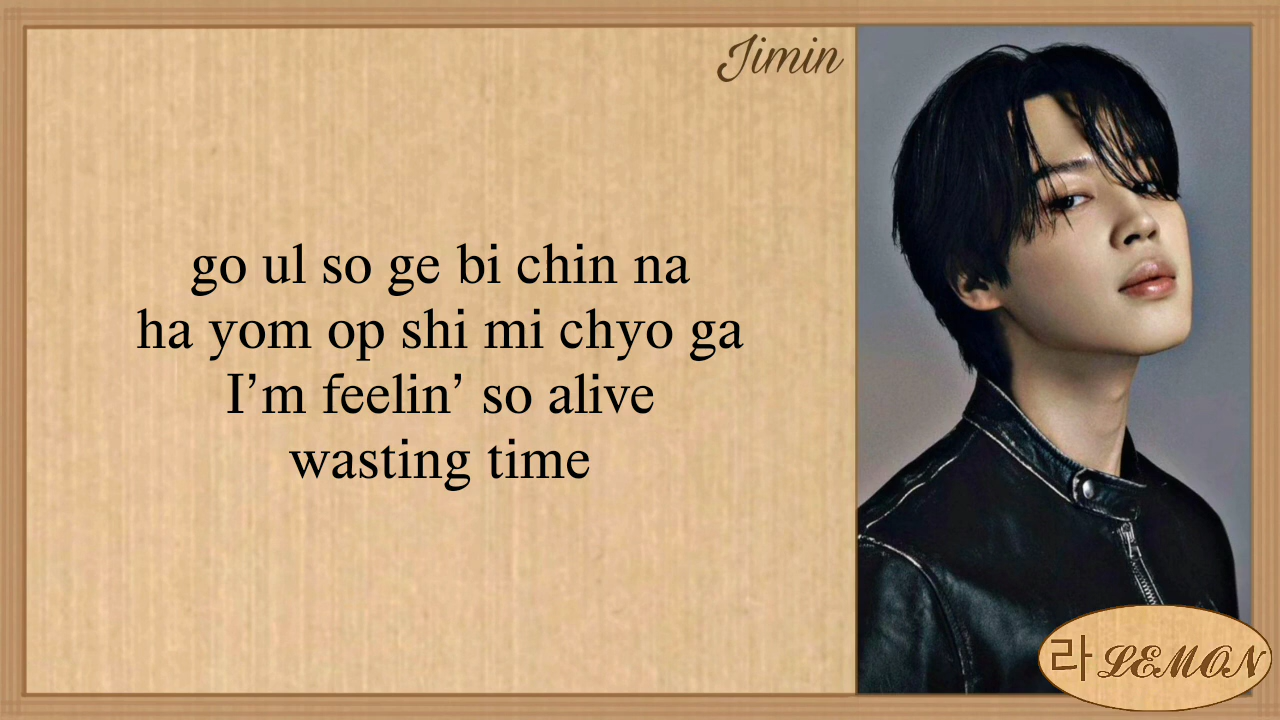 Jimin
go ul so ge bi chin na
ha yom op shi mi chyo ga
I’m feelin’ so alive
wasting time
라 LEMON